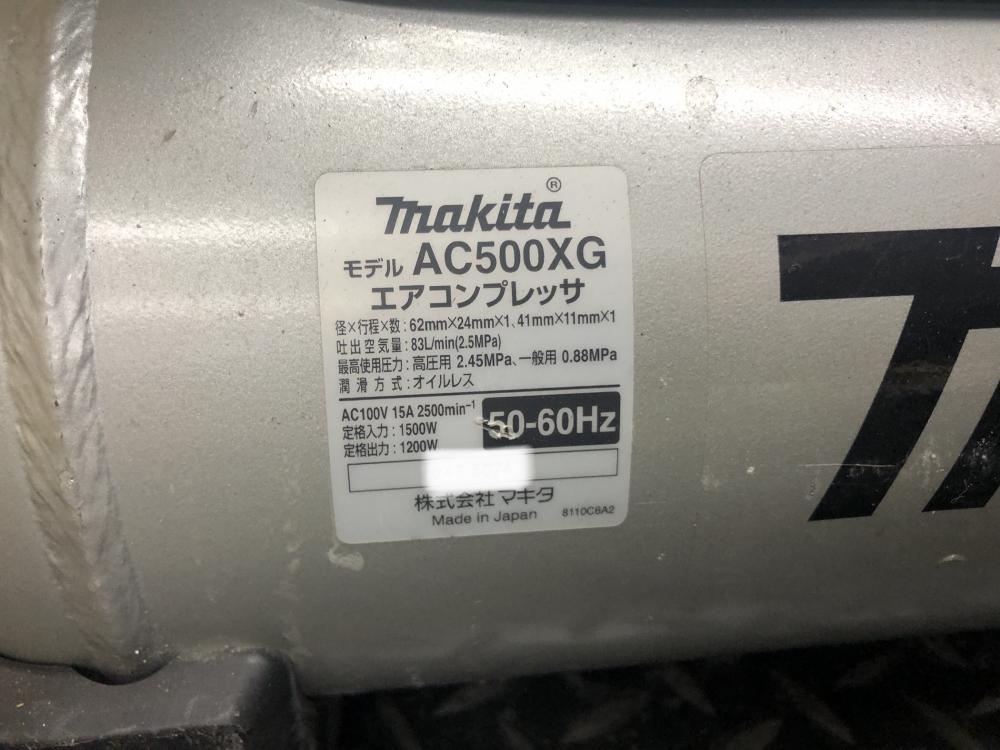 makita®
モデル AC500XG
エアコンプレッサ
径×行程×数：62mm×24mm×1、41mm×11mm×1
吐出空気量：83L/min(2.5MPa)
最高使用圧力：高圧用 2.45MPa、一般用 0.88MPa
潤滑方式：オイルレス
AC100V 15A 2500min⁻¹
定格入力：1500W
定格出力：1200W
50-60Hz
株式会社 マキタ
Made in Japan
8110C6A2